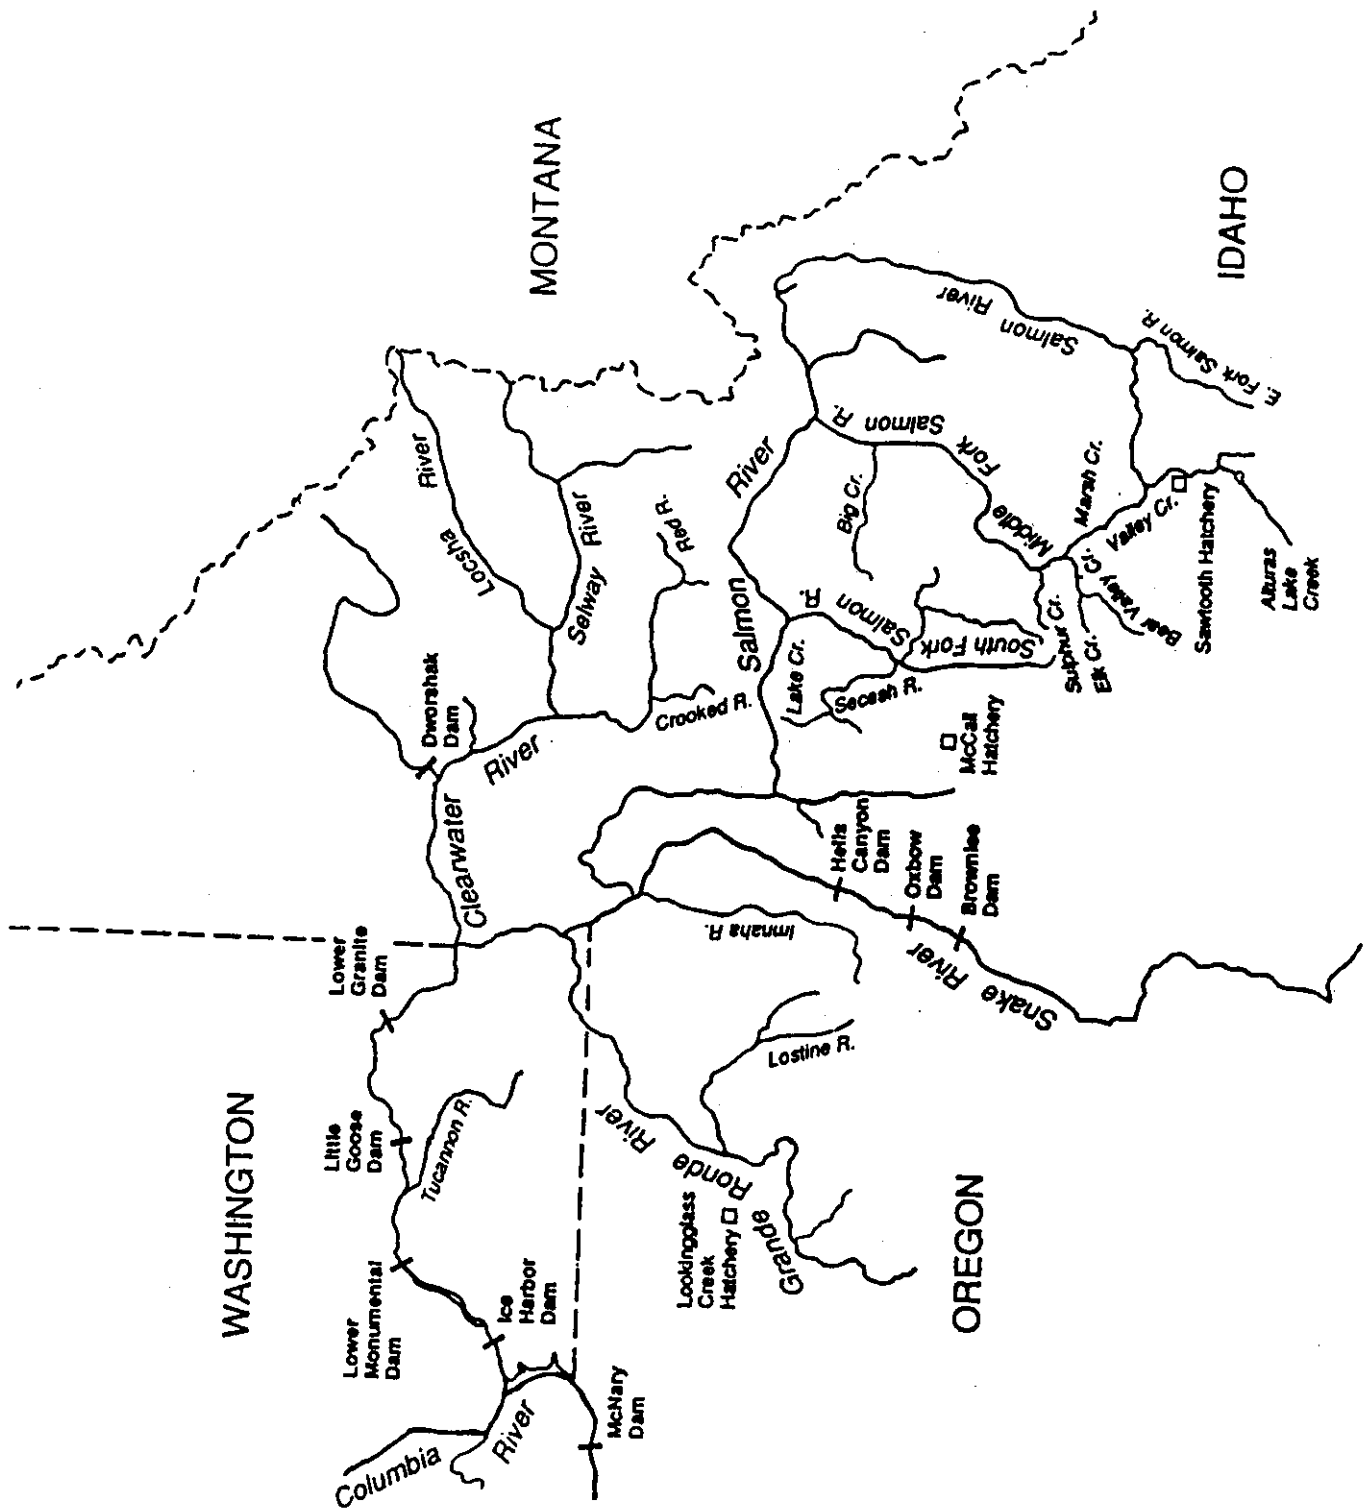 WASHINGTON
MONTANA
OREGON
IDAHO
Columbia
River
McNary
Dam
Ice
Harbor
Dam
Lower
Monumental
Dam
Little
Goose
Dam
Tucannon R.
Lower
Granite
Dam
Clearwater
River
Dworshak
Dam
Locsha
River
Selway
River
Crooked R.
Red R.
Lookingglass
Creek
Hatchery
Grande
Ronde
River
Lostine R.
Imnaha R.
Snake River
Hells
Canyon
Dam
Oxbow
Dam
Brownlee
Dam
Salmon
River
Lake Cr.
Secesh R.
McCall
Hatchery
South Fork
Salmon
R.
Big Cr.
Middle
Fork
Salmon
R.
Sulphur Cr.
Elk Cr.
Bear Valley Cr.
Marsh Cr.
Valley Cr.
Sawtooth Hatchery
Alturas
Lake
Creek
E. Fork Salmon R.
Salmon
River